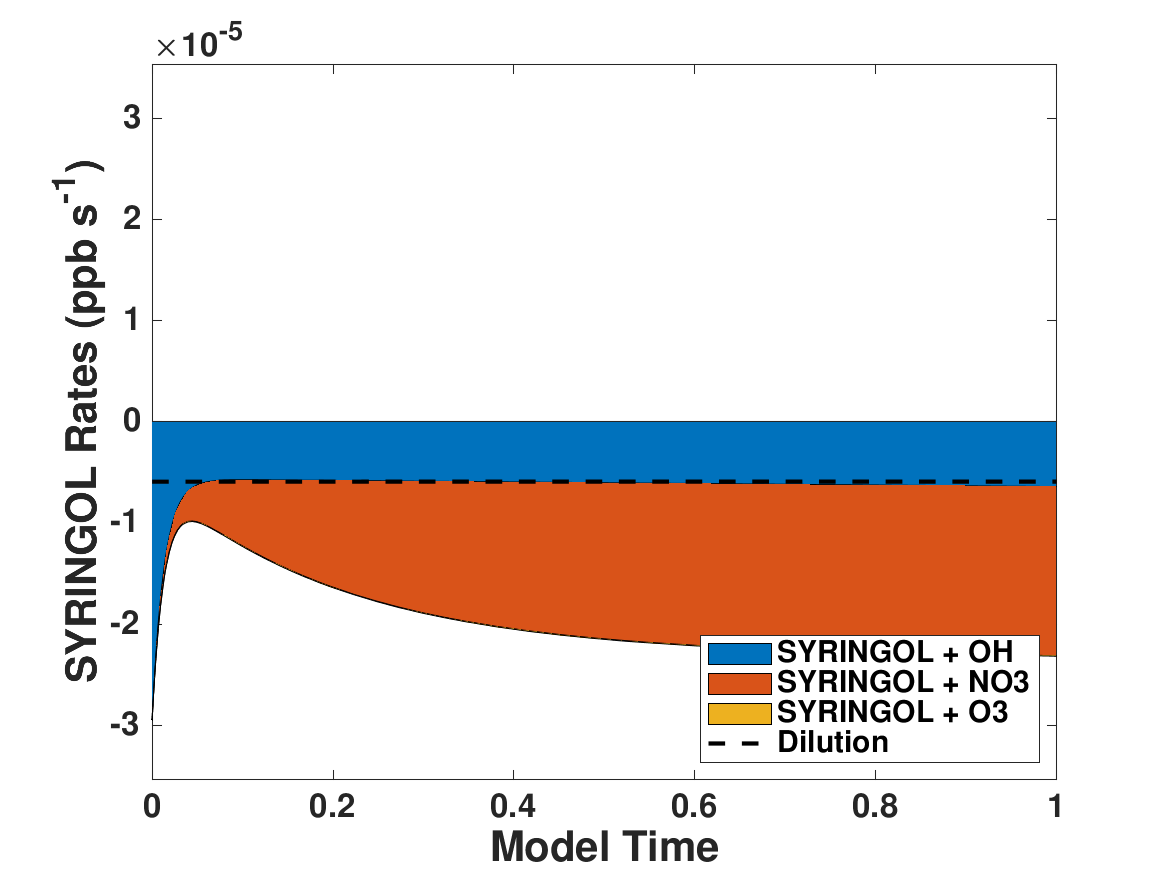 ×10-5
SYRINGOL Rates (ppb s-1)
3
2
1
0
-1
-2
-3
SYRINGOL + OH
SYRINGOL + NO3
SYRINGOL + O3
Dilution
0 0.2 0.4 0.6 0.8 1
Model Time